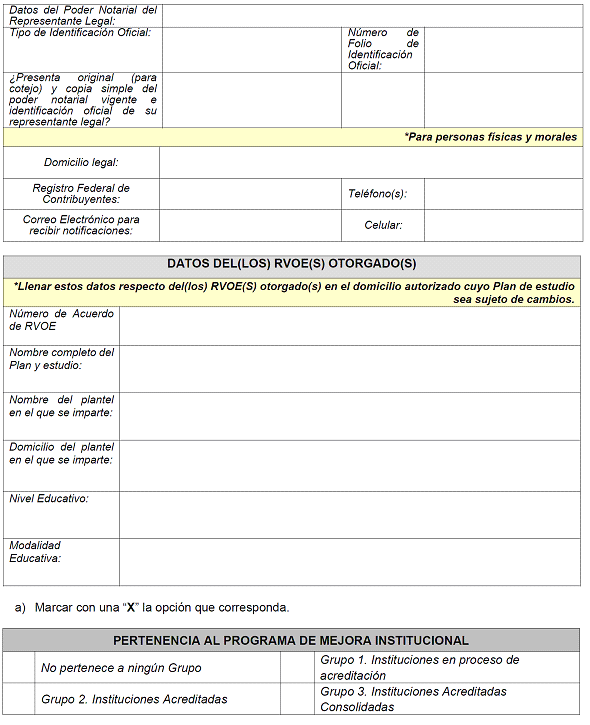 Datos del Poder Notarial del
Representante Legal:
Tipo de Identificación Oficial:
Número de
Folio de
Identificación
Oficial:
¿Presenta original (para
cotejo) y copia simple del
poder notarial vigente e
identificación oficial de su
representante legal?
*Para personas físicas y morales
Domicilio legal:
Registro Federal de
Contribuyentes:
Teléfono(s):
Correo Electrónico para
recibir notificaciones:
Celular:
DATOS DEL(LOS) RVOE(S) OTORGADO(S)
*Llenar estos datos respecto del(los) RVOE(S) otorgado(s) en el domicilio autorizado cuyo Plan de estudio
sea sujeto de cambios.
Número de Acuerdo
de RVOE
Nombre completo del
Plan y estudio:
Nombre del plantel
en el que se imparte:
Domicilio del plantel
en el que se imparte:
Nivel Educativo:
Modalidad
Educativa:
a) Marcar con una “X” la opción que corresponda.
PERTENENCIA AL PROGRAMA DE MEJORA INSTITUCIONAL
No pertenece a ningún Grupo
Grupo 1. Instituciones en proceso de
acreditación
Grupo 2. Instituciones Acreditadas
Grupo 3. Instituciones Acreditadas
Consolidadas